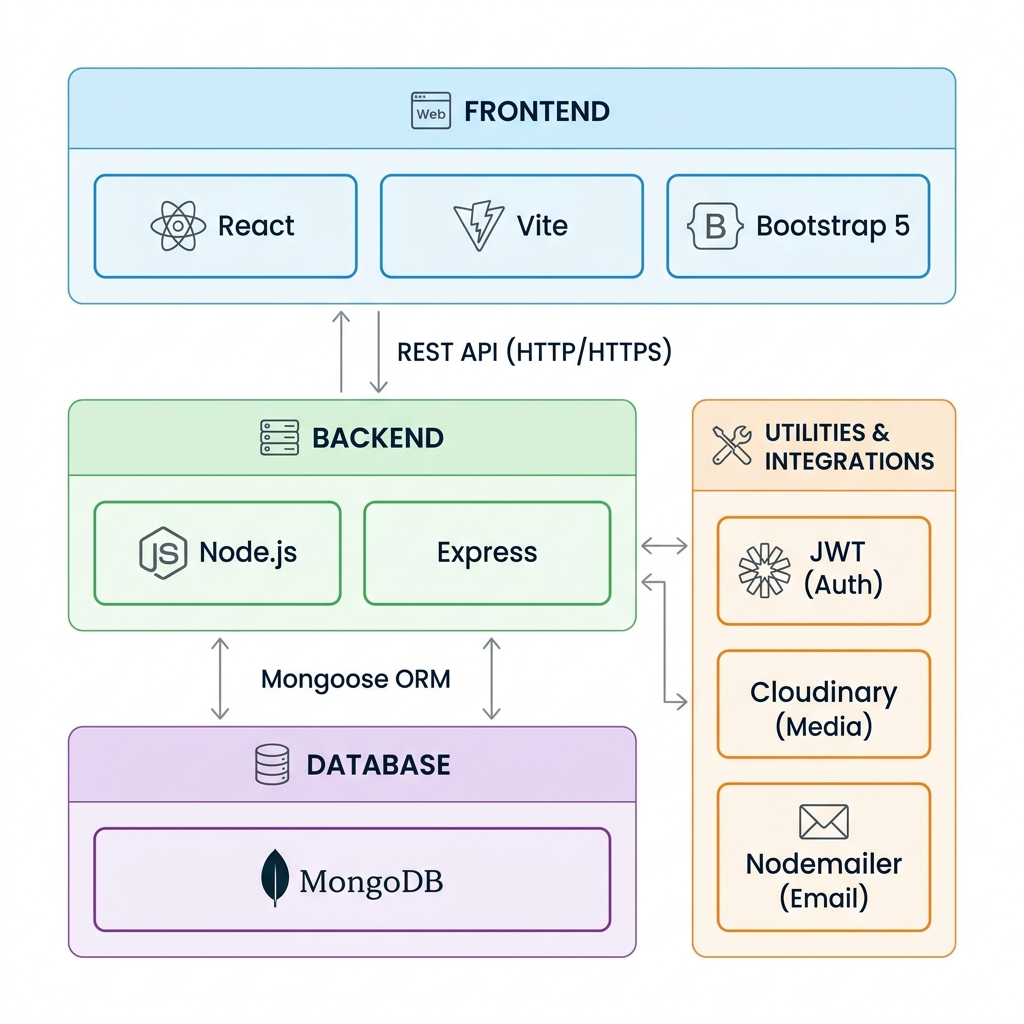 Web
FRONTEND
React
Vite
B
Bootstrap 5
REST API (HTTP/HTTPS)
BACKEND
JS
Node.js
Express
UTILITIES &
INTEGRATIONS
JWT
(Auth)
Cloudinary
(Media)
Nodemailer
(Email)
Mongoose ORM
DATABASE
MongoDB